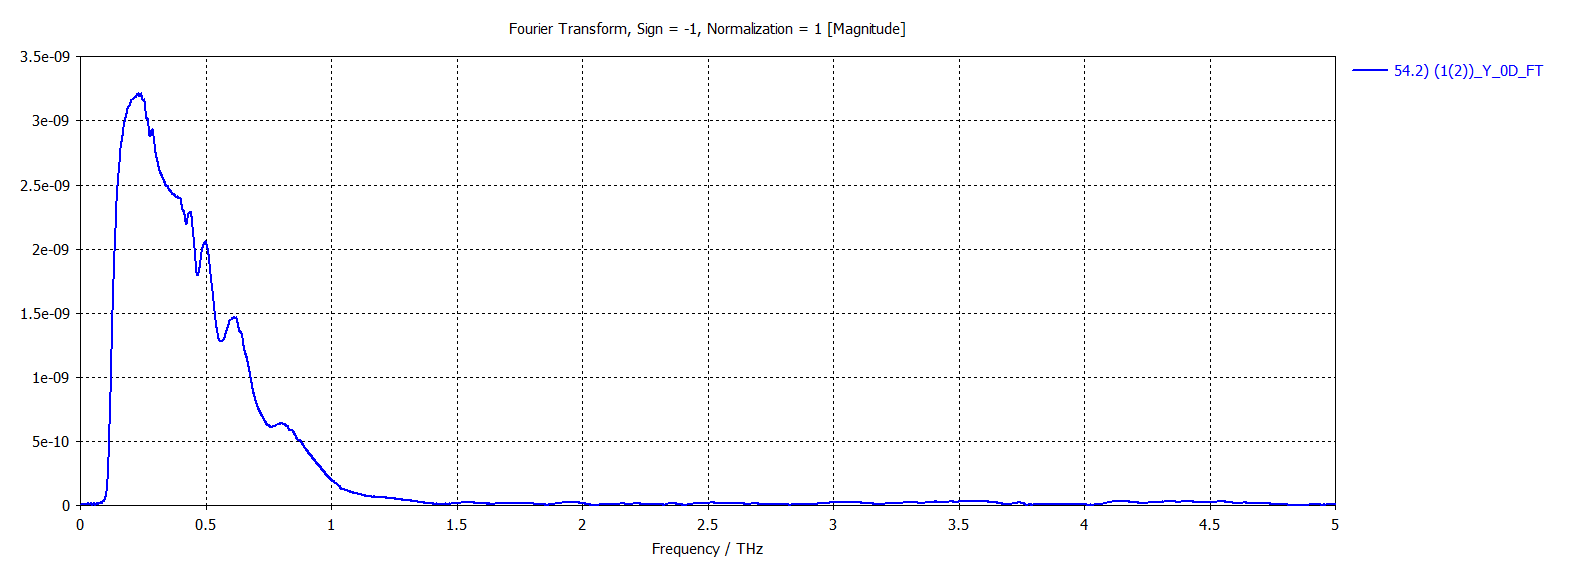 Fourier Transform, Sign = -1, Normalization = 1 [Magnitude]
3.5e-09
54.2) (1(2))_Y_0D_FT
3e-09
2.5e-09
2e-09
1.5e-09
1e-09
5e-10
0
0 0.5 1 1.5 2 2.5 3 3.5 4 4.5 5
Frequency / THz